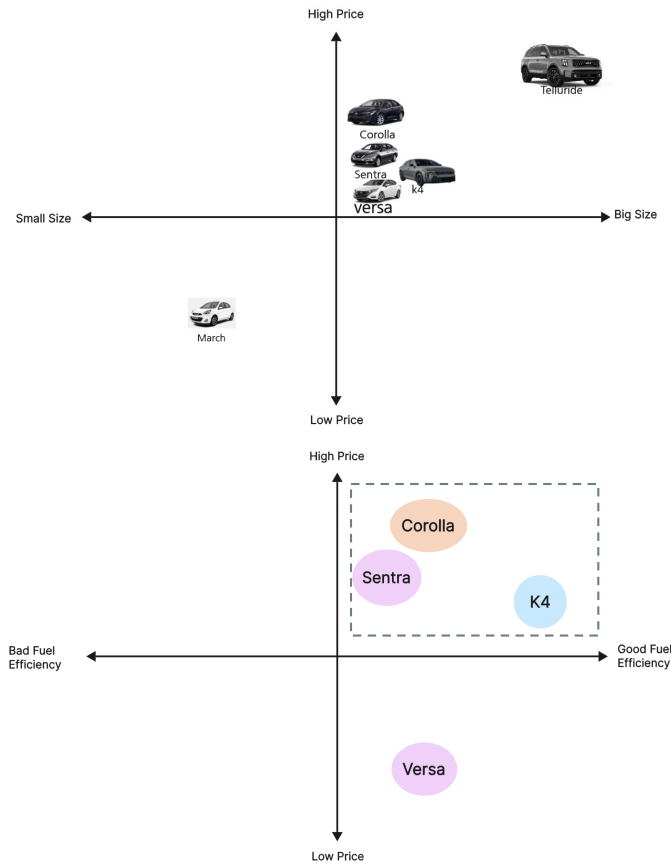 High Price
Telluride
Corolla
Sentra
k4
versa
Small Size
Big Size
March
Low Price
High Price
Corolla
Sentra
K4
Bad Fuel
Efficiency
Good Fuel
Efficiency
Versa
Low Price